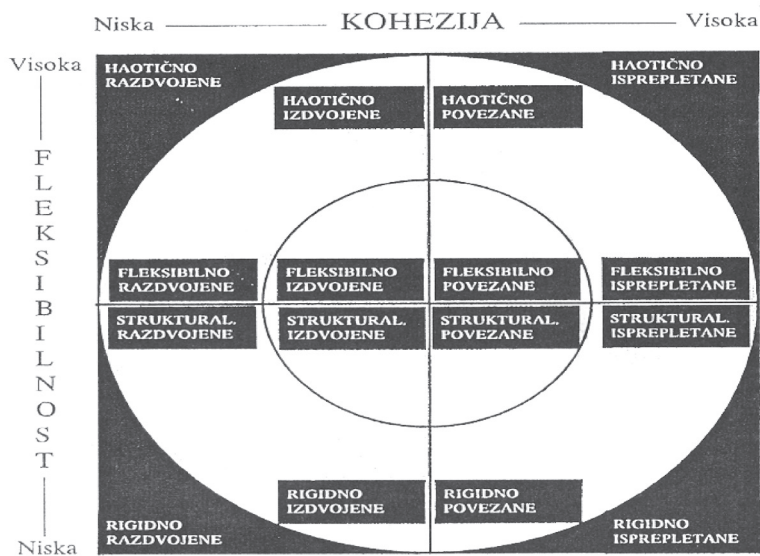 Niska KOHEZIJA Visoka
Visoka
HAOTIČNO
RAZDVOJENE
HAOTIČNO
ISPREPLETANE
HAOTIČNO
IZDVOJENE
HAOTIČNO
POVEZANE
FLEKSIBILNOST
FLEKSIBILNO
RAZDVOJENE
FLEKSIBILNO
IZDVOJENE
FLEKSIBILNO
POVEZANE
FLEKSIBILNO
ISPREPLETANE
STRUKTURAL.
RAZDVOJENE
STRUKTURAL.
IZDVOJENE
STRUKTURAL.
POVEZANE
STRUKTURAL.
ISPREPLETANE
RIGIDNO
IZDVOJENE
RIGIDNO
POVEZANE
RIGIDNO
RAZDVOJENE
RIGIDNO
ISPREPLETANE
Niska